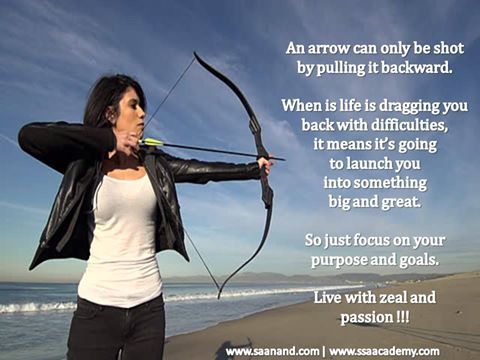 An arrow can only be shot
by pulling it backward.
When is life is dragging you
back with difficulties,
it means it's going
to launch you
into something
big and great.
So just focus on your
purpose and goals.
Live with zeal and
passion !!!
www.saanand.com | www.ssaacademy.com